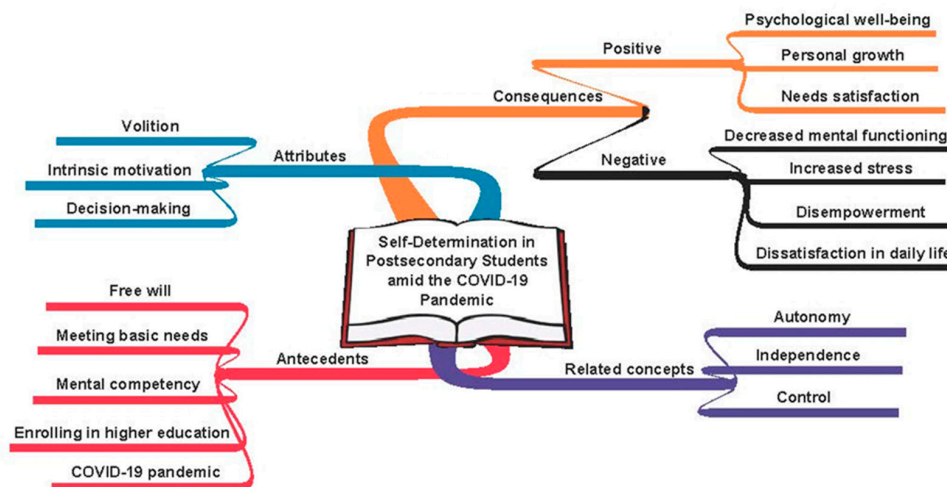 Psychological well-being
Positive
Personal growth
Needs satisfaction
Consequences
Decreased mental functioning
Negative
Increased stress
Disempowerment
Dissatisfaction in daily life
Volition
Attributes
Intrinsic motivation
Decision-making
Self-Determination in
Postsecondary Students
amid the COVID-19
Pandemic
Free will
Meeting basic needs
Antecedents
Mental competency
Enrolling in higher education
COVID-19 pandemic
Autonomy
Related concepts
Independence
Control